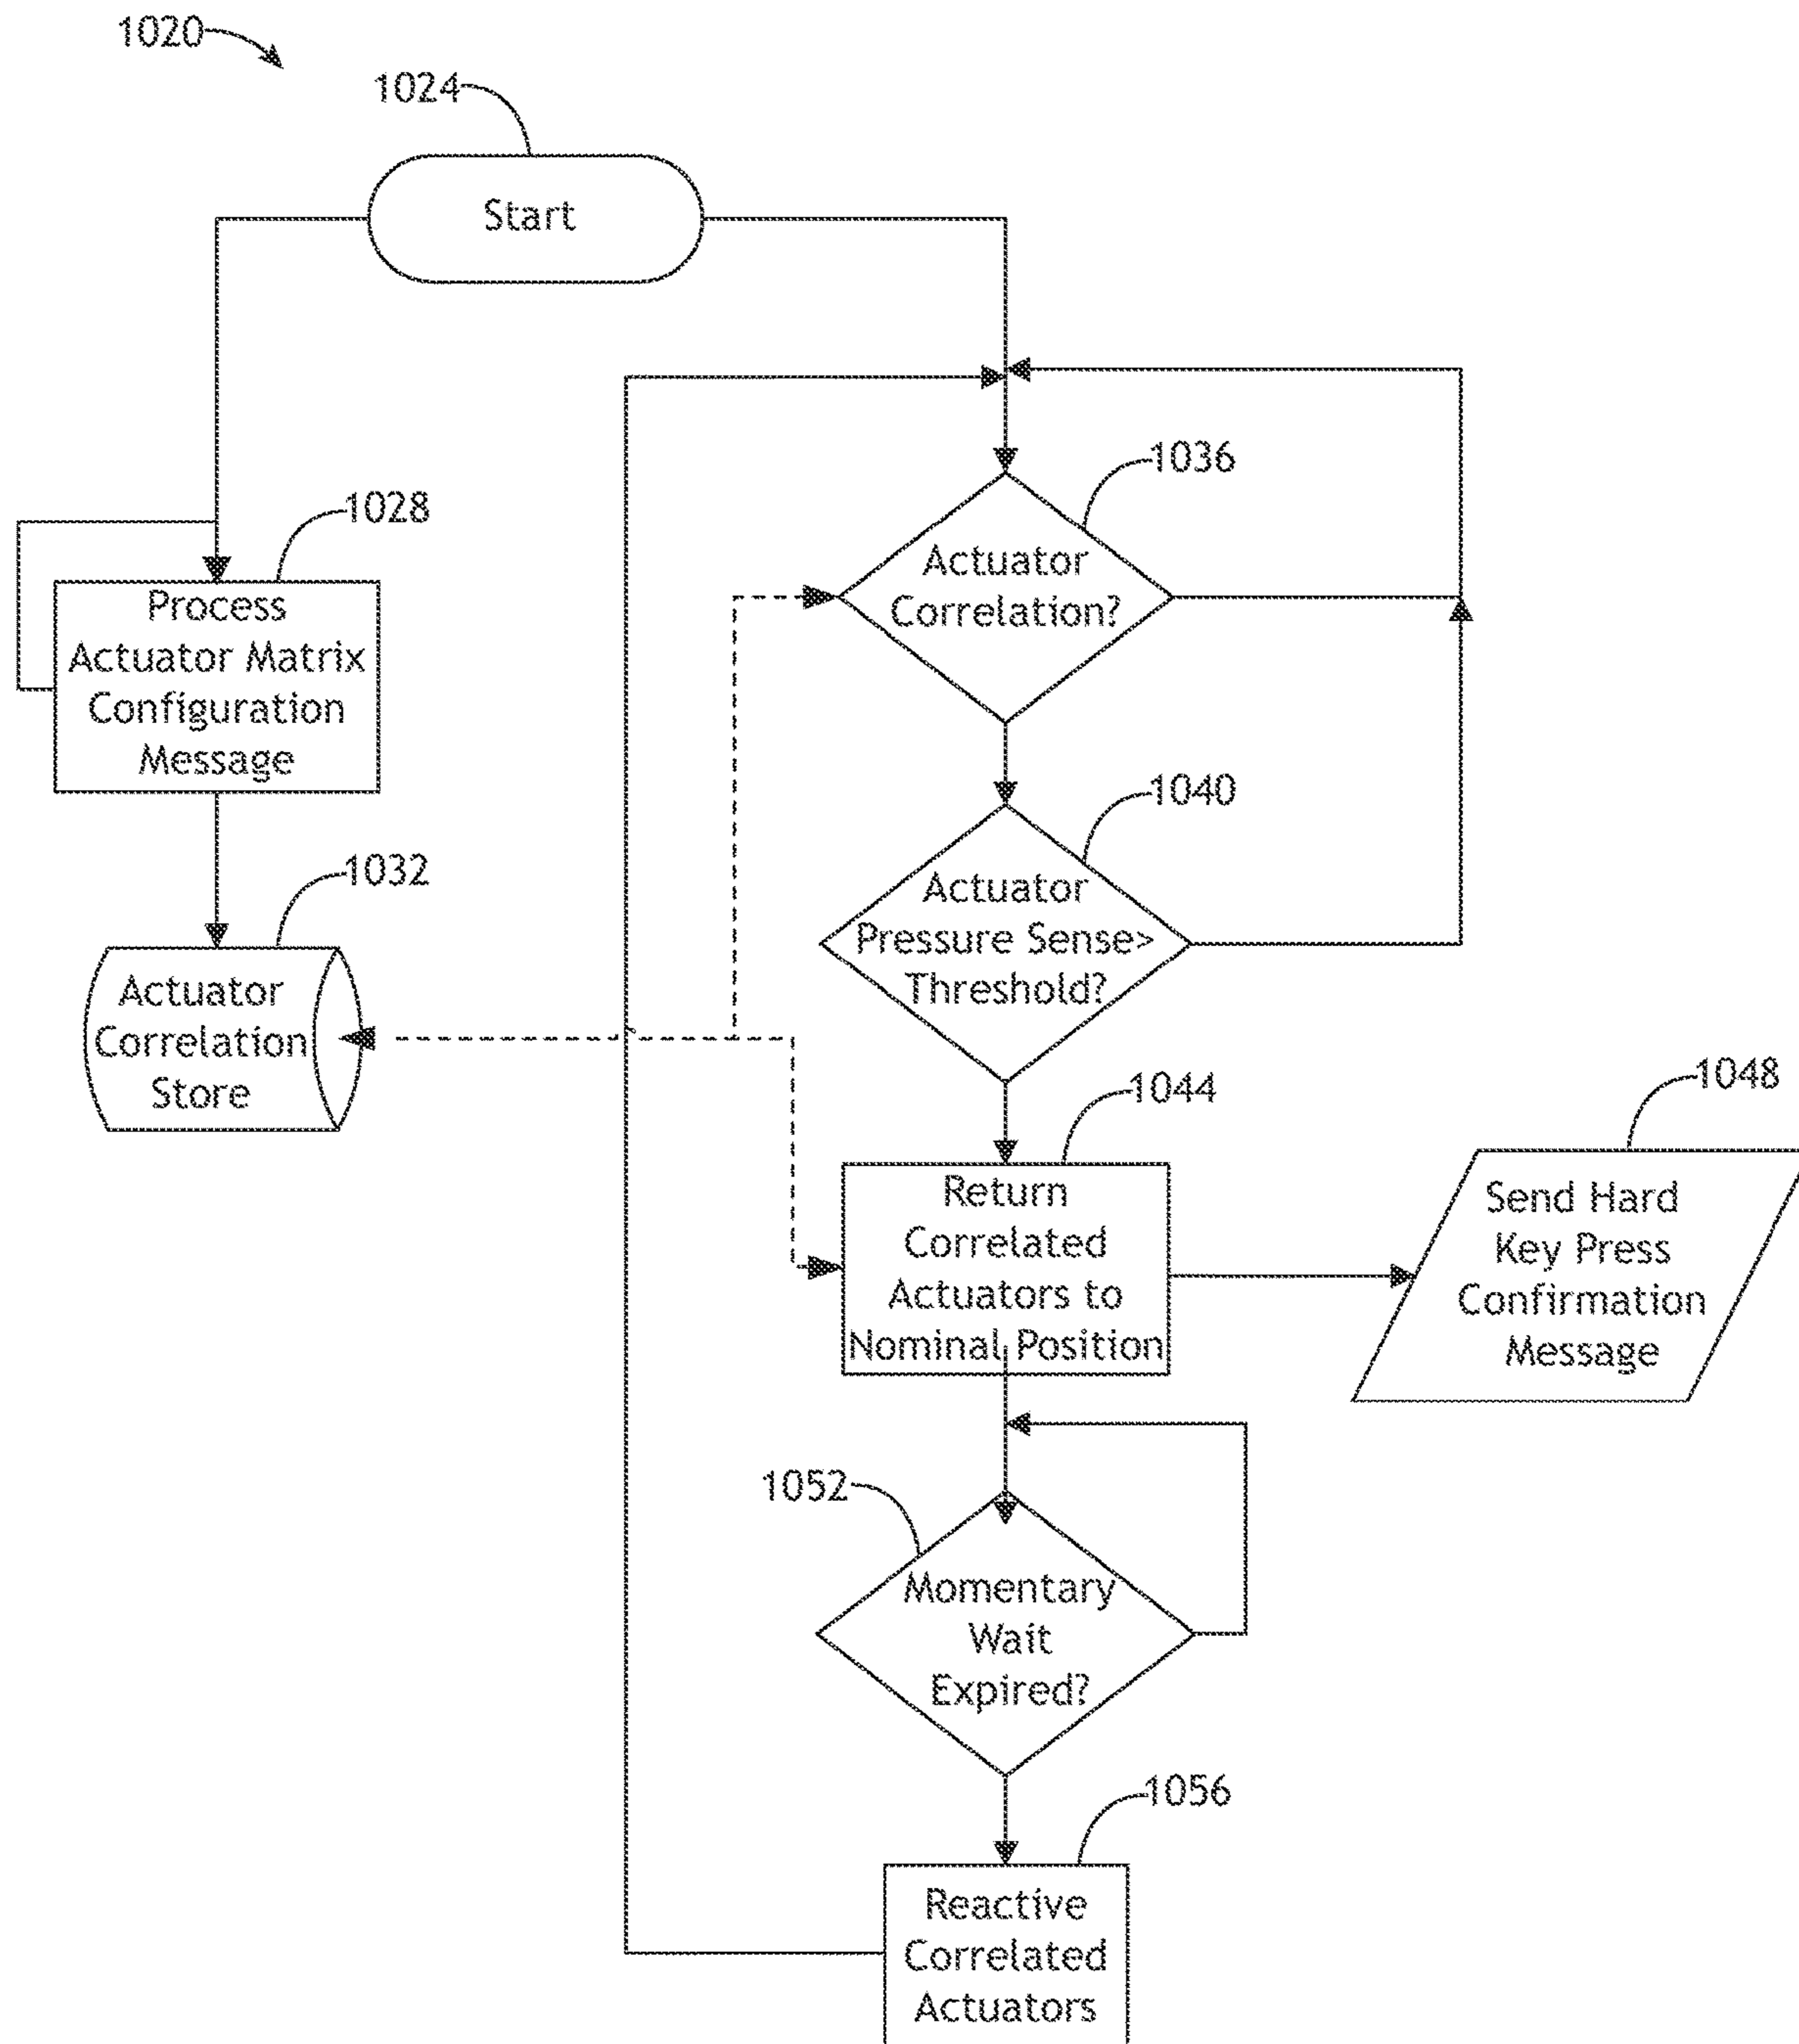 1020
1024
Start
1036
1028
Actuator
Correlation?
Process
Actuator Matrix
Configuration
Message
1040
1032
Actuator
Pressure Sense>
Threshold?
Actuator
Correlation
Store
1044
1048
Return
Correlated
Actuators to
Nominal Position
Send Hard
Key Press
Confirmation
Message
1052
Momentary
Wait
Expired?
1056
Reactive
Correlated
Actuators